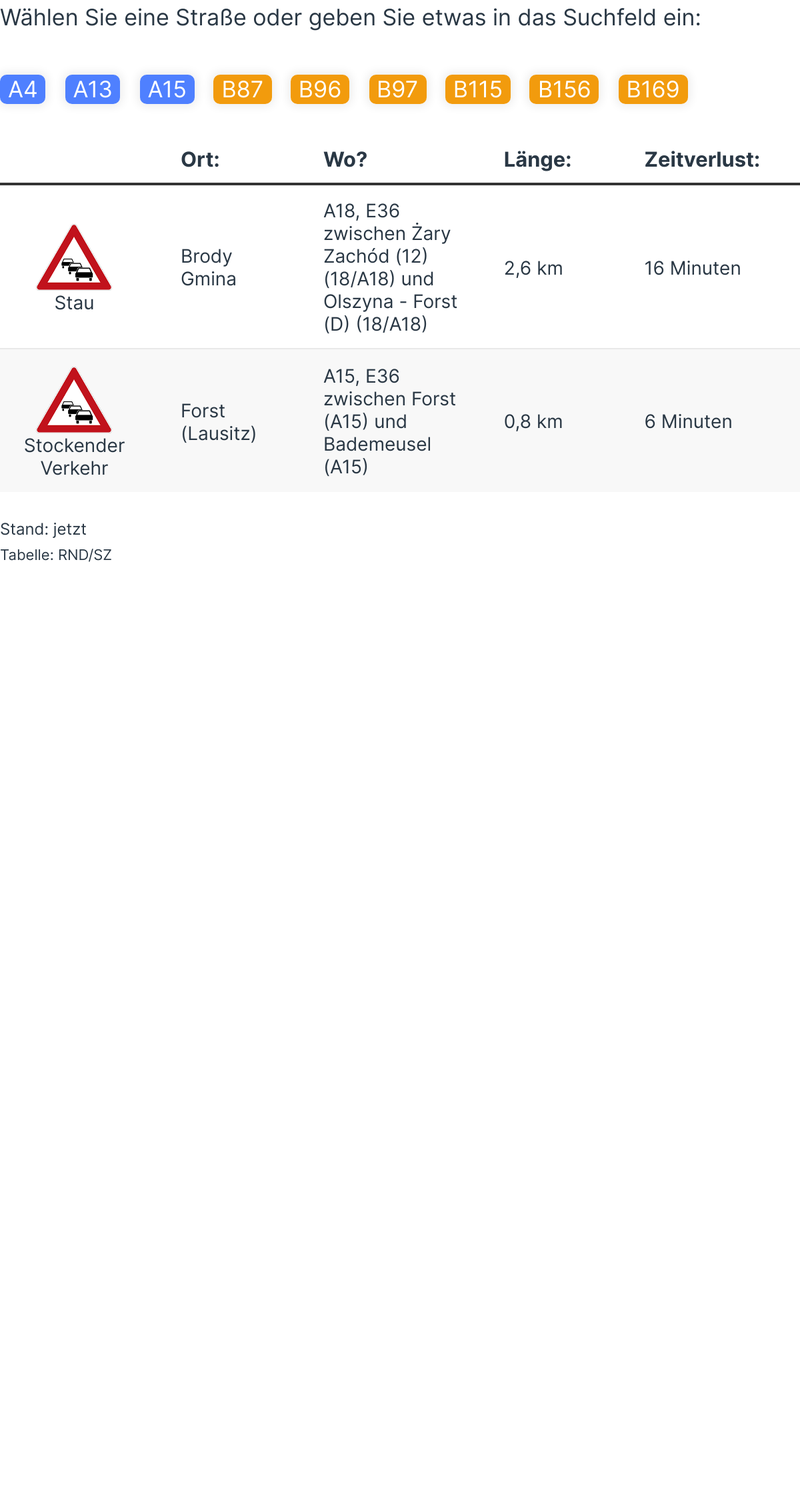 Wählen Sie eine Straße oder geben Sie etwas in das Suchfeld ein:
A4 A13 A15 B87 B96 B97 B115 B156 B169
Ort: Wo? Länge: Zeitverlust:
Stau
Brody
Gmina
A18, E36
zwischen Żary
Zachód (12)
(18/A18) und
Olszyna - Forst
(D) (18/A18)
2,6 km
16 Minuten
Stockender
Verkehr
Forst
(Lausitz)
A15, E36
zwischen Forst
(A15) und
Bademeusel
(A15)
0,8 km
6 Minuten
Stand: jetzt
Tabelle: RND/SZ